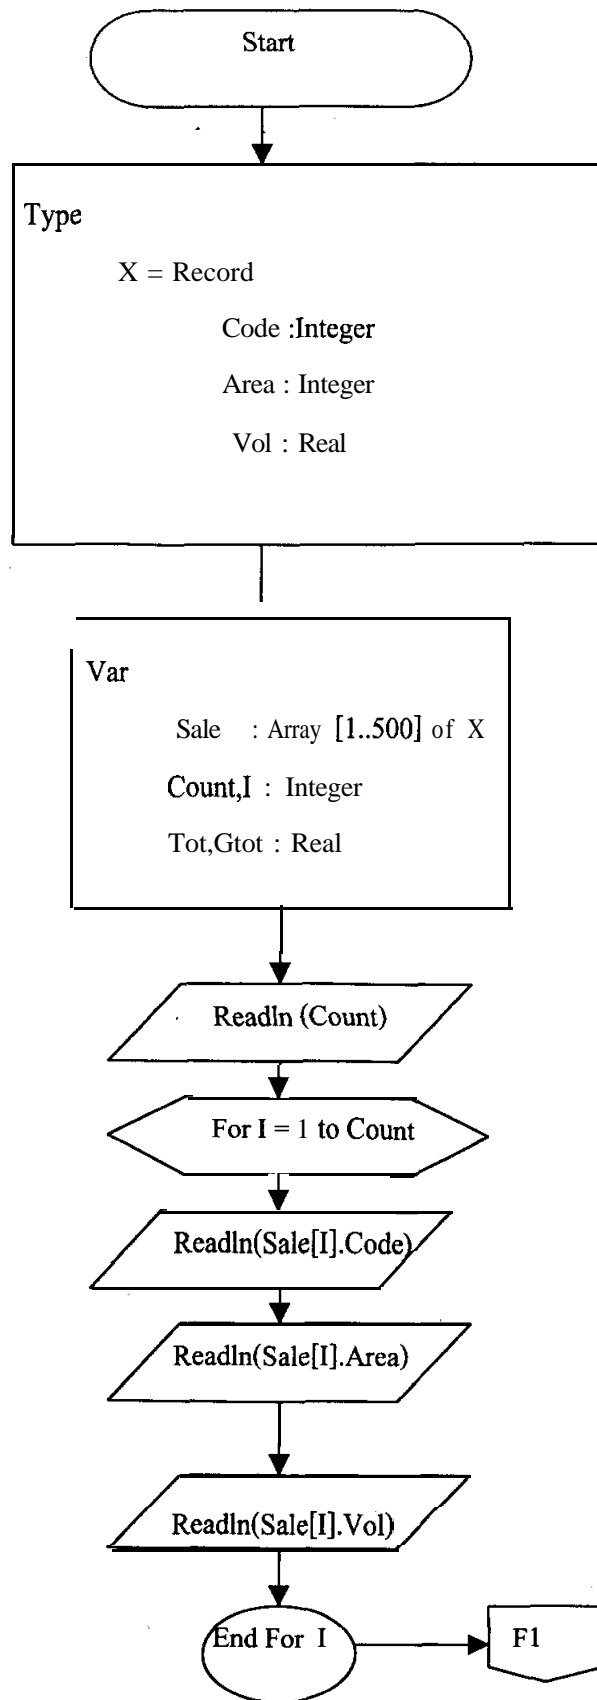 Start
Type
X = Record
Code :Integer
Area : Integer
Vol : Real
Var
Sale : Array [1..500] of X
Count,I : Integer
Tot,Gtot : Real
Readln (Count)
For I = 1 to Count
Readln(Sale[I].Code)
Readln(Sale[I].Area)
Readln(Sale[I].Vol)
End For I
F1